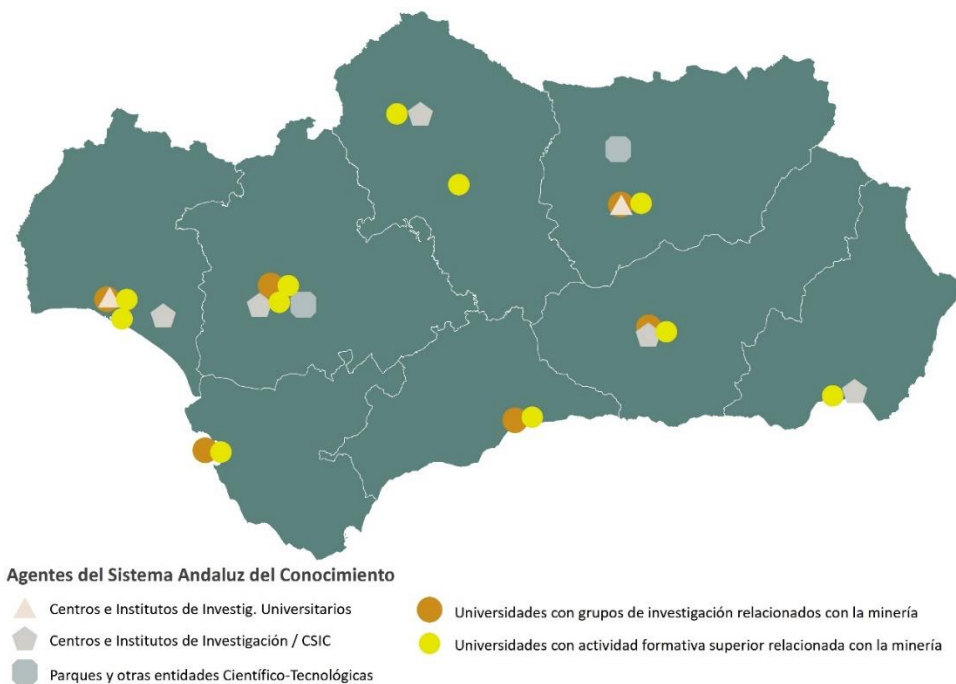 Agentes del Sistema Andaluz del Conocimiento
Centros e Institutos de Investig. Universitarios
Centros e Institutos de Investigación / CSIC
Parques y otras entidades Científico-Tecnológicas
Universidades con grupos de investigación relacionados con la minería
Universidades con actividad formativa superior relacionada con la minería